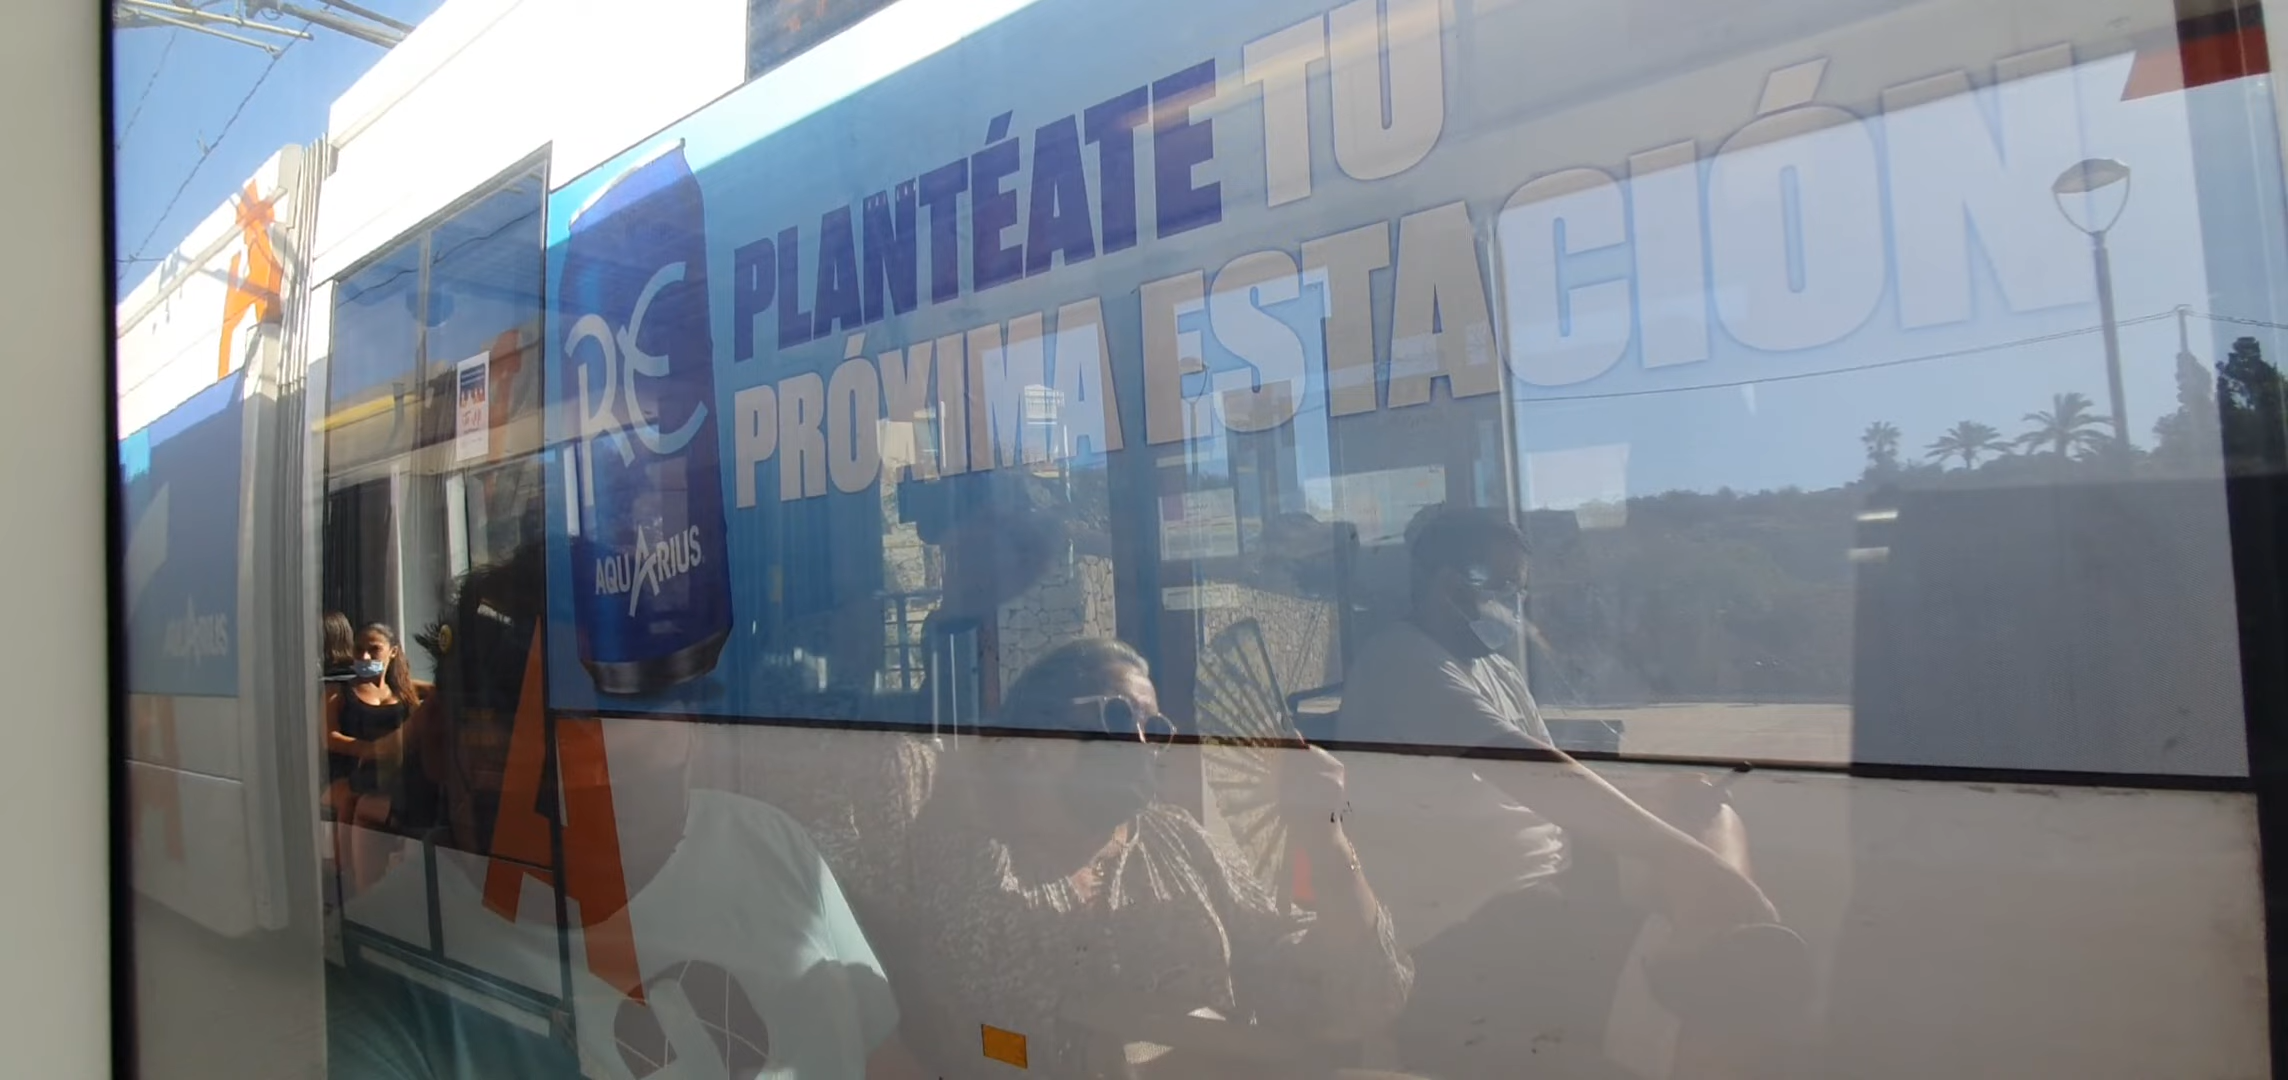 PLANTÉATE TU
PRÓXIMA ESTACIÓN
RE
AQUARIUS
AQUARIUS